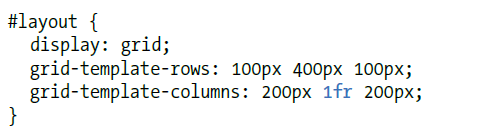 #layout {
  display: grid;
  grid-template-rows: 100px 400px 100px;
  grid-template-columns: 200px 1fr 200px;
}